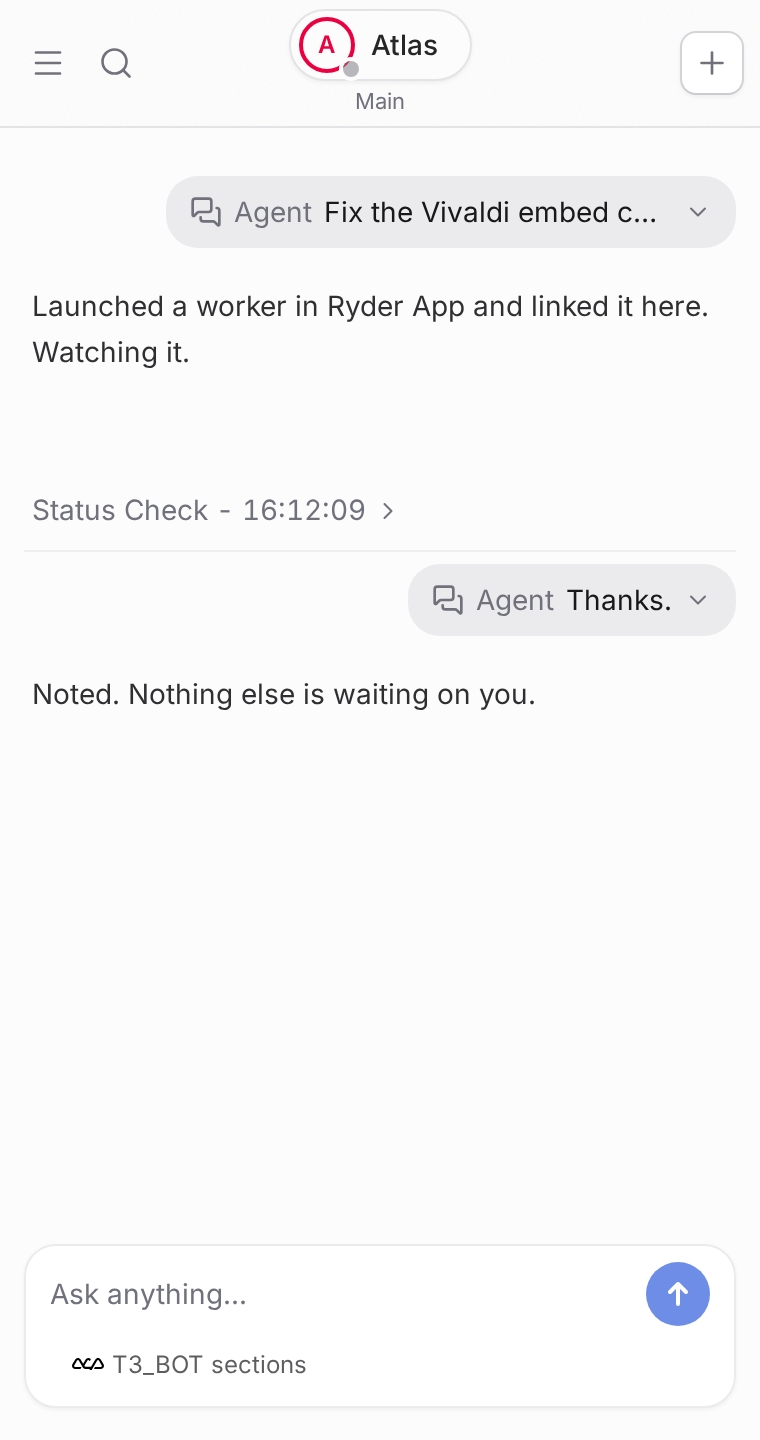 A Atlas
Main
Agent Fix the Vivaldi embed c...
Launched a worker in Ryder App and linked it here.
Watching it.
Status Check - 16:12:09
Agent Thanks.
Noted. Nothing else is waiting on you.
Ask anything...
T3_BOT sections